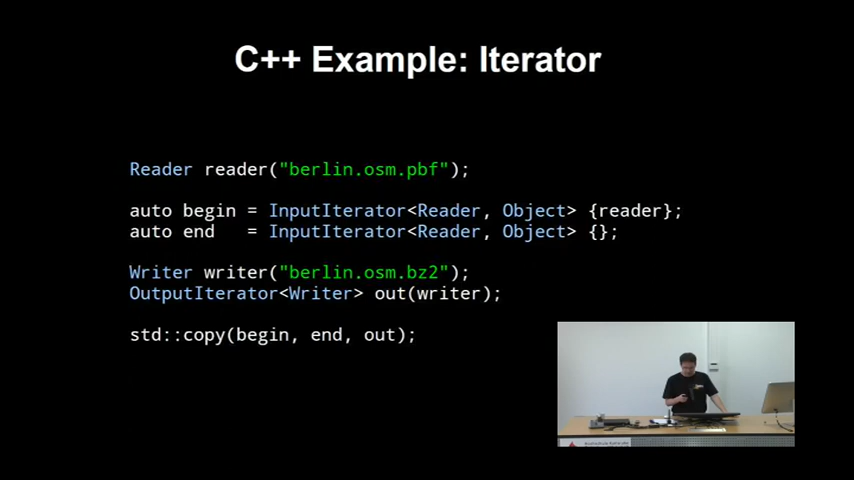 C++ Example: Iterator
Reader reader("berlin.osm.pbf");
auto begin = InputIterator<Reader, Object> {reader};
auto end   = InputIterator<Reader, Object> {};
Writer writer("berlin.osm.bz2");
OutputIterator<Writer> out(writer);
std::copy(begin, end, out);